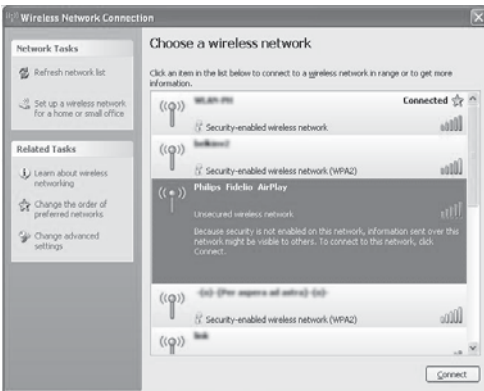 Wireless Network Connection
Network Tasks
Refresh network list
Set up a wireless network
for a home or small office
Related Tasks
Learn about wireless
networking
Change the order of
preferred networks
Change advanced
settings
Choose a wireless network
Click an item in the list below to connect to a wireless network in range or to get more
information.
Connected
Security-enabled wireless network
Security-enabled wireless network (WPA2)
Philips Fidelio AirPlay
Unsecured wireless network
Because security is not enabled on this network, information sent over this
network might be visible to others. To connect to this network, click
Connect.
Security-enabled wireless network (WPA2)
Connect